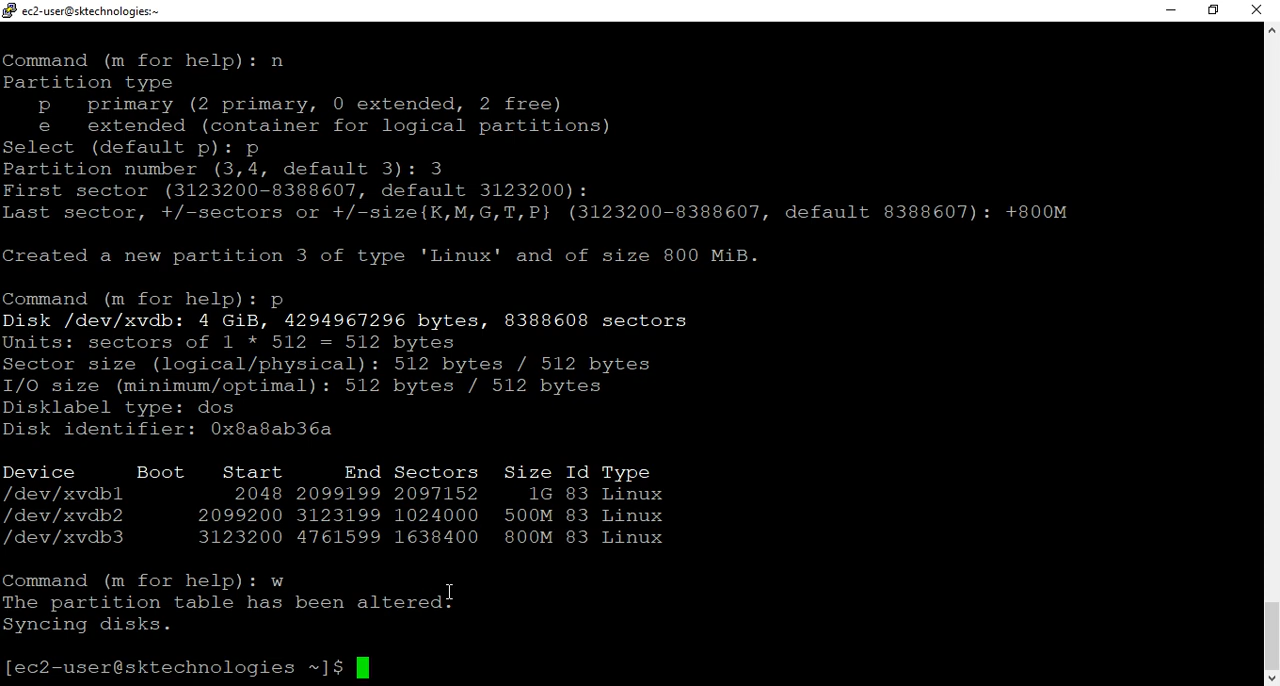 ec2-user@sktechnologies:~
Command (m for help): n
Partition type
   p   primary (2 primary, 0 extended, 2 free)
   e   extended (container for logical partitions)
Select (default p): p
Partition number (3,4, default 3): 3
First sector (3123200-8388607, default 3123200):
Last sector, +/-sectors or +/-size{K,M,G,T,P} (3123200-8388607, default 8388607): +800M
Created a new partition 3 of type 'Linux' and of size 800 MiB.
Command (m for help): p
Disk /dev/xvdb: 4 GiB, 4294967296 bytes, 8388608 sectors
Units: sectors of 1 * 512 = 512 bytes
Sector size (logical/physical): 512 bytes / 512 bytes
I/O size (minimum/optimal): 512 bytes / 512 bytes
Disklabel type: dos
Disk identifier: 0x8a8ab36a
Device     Boot   Start     End Sectors  Size Id Type
/dev/xvdb1         2048 2099199 2097152    1G 83 Linux
/dev/xvdb2      2099200 3123199 1024000  500M 83 Linux
/dev/xvdb3      3123200 4761599 1638400  800M 83 Linux
Command (m for help): w
The partition table has been altered.
Syncing disks.
[ec2-user@sktechnologies ~]$